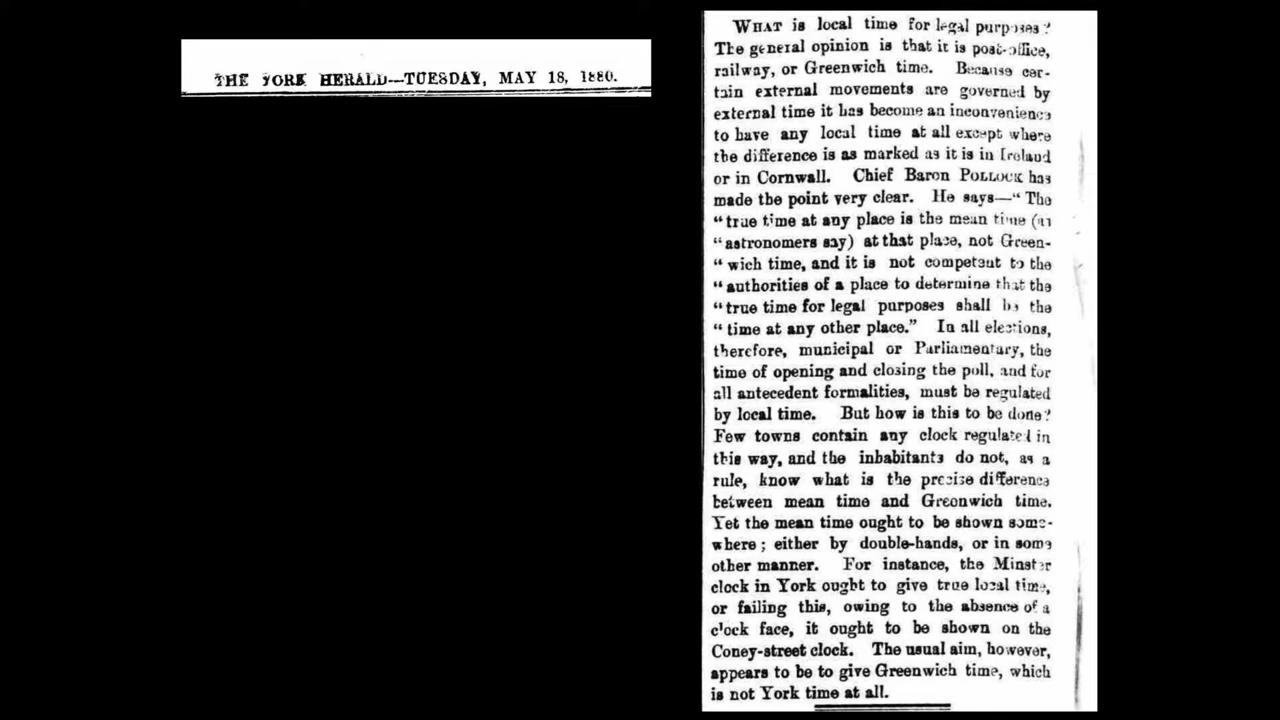 THE YORK HERALD—TUESDAY, MAY 18, 1880.
WHAT is local time for legal purposes?
The general opinion is that it is post-office,
railway, or Greenwich time. Because cer-
tain external movements are governed by
external time it has become an inconvenience
to have any local time at all except where
the difference is as marked as it is in Ireland
or in Cornwall. Chief Baron POLLOCK has
made the point very clear. He says—“ The
“true time at any place is the mean time (as
“astronomers say) at that place, not Green-
“ wich time, and it is not competent to the
“authorities of a place to determine that the
“true time for legal purposes shall be the
“ time at any other place.” In all elections,
therefore, municipal or Parliamentary, the
time of opening and closing the poll, and for
all antecedent formalities, must be regulated
by local time. But how is this to be done?
Few towns contain any clock regulated in
this way, and the inhabitants do not, as a
rule, know what is the precise difference
between mean time and Greenwich time.
Yet the mean time ought to be shown some-
where ; either by double-hands, or in some
other manner. For instance, the Minster
clock in York ought to give true local time,
or failing this, owing to the absence of a
clock face, it ought to be shown on the
Coney-street clock. The usual aim, however,
appears to be to give Greenwich time, which
is not York time at all.